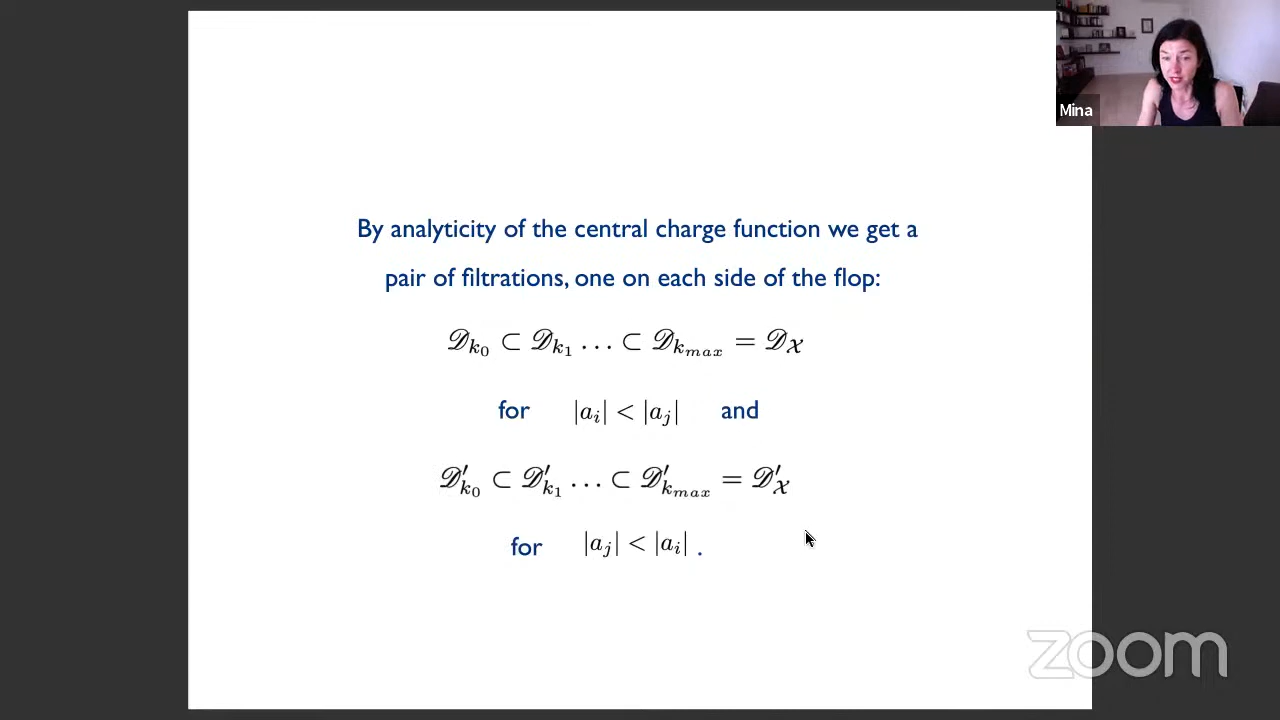 Mina
By analyticity of the central charge function we get a
pair of filtrations, one on each side of the flop:
𝒟_{k_0} ⊂ 𝒟_{k_1} … ⊂ 𝒟_{k_{max}} = 𝒟_𝒳
for |a_i| < |a_j| and
𝒟′_{k_0} ⊂ 𝒟′_{k_1} … ⊂ 𝒟′_{k_{max}} = 𝒟′_𝒳
for |a_j| < |a_i| .
zoom